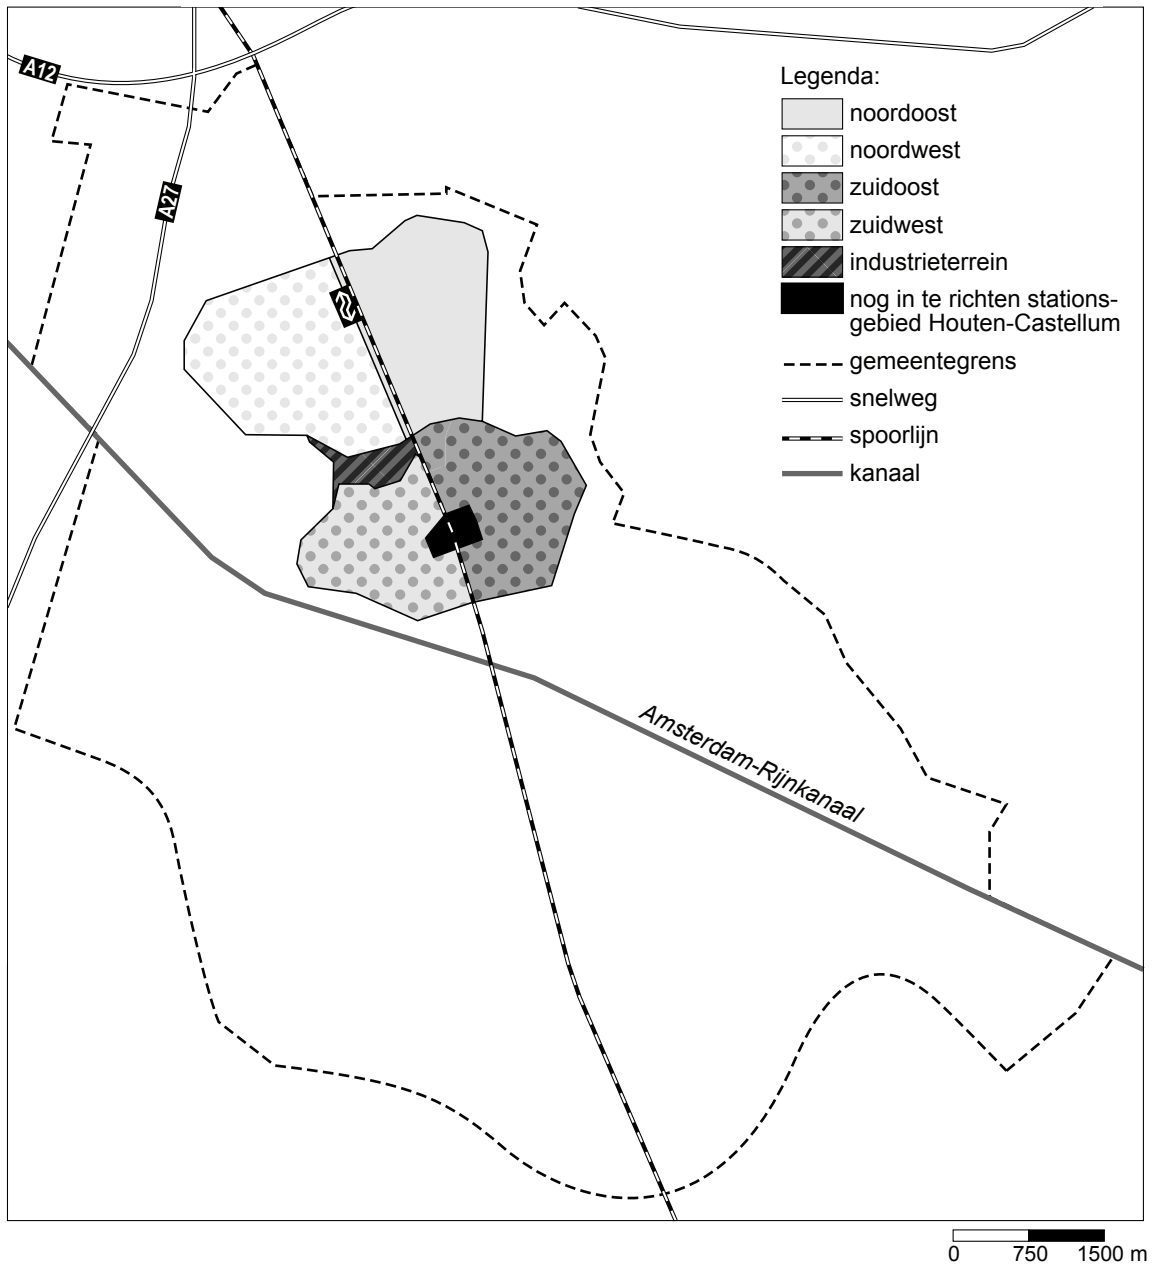 A12
A27
Legenda:
noordoost
noordwest
zuidoost
zuidwest
industrieterrein
nog in te richten stations-
gebied Houten-Castellum
gemeentegrens
snelweg
spoorlijn
kanaal
Amsterdam-Rijnkanaal
0 750 1500 m